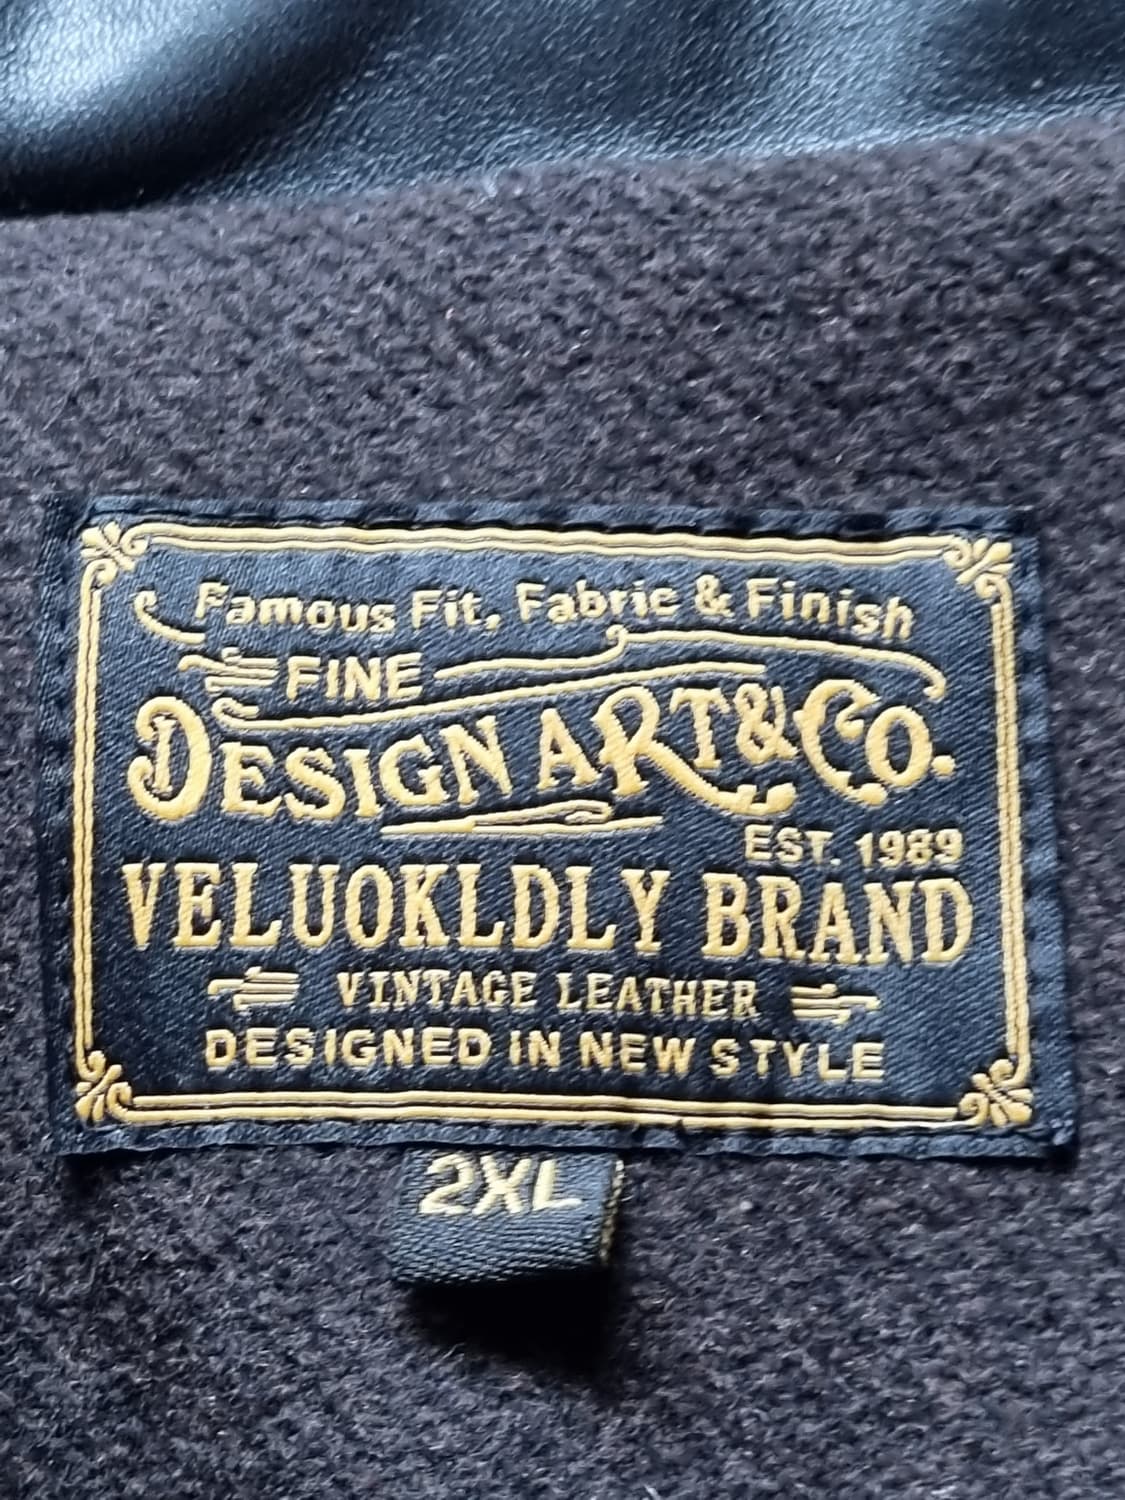 Famous Fit, Fabric & Finish
FINE
DESIGN ART & CO.
EST. 1989
VELUOKLDLY BRAND
VINTAGE LEATHER
DESIGNED IN NEW STYLE
2XL